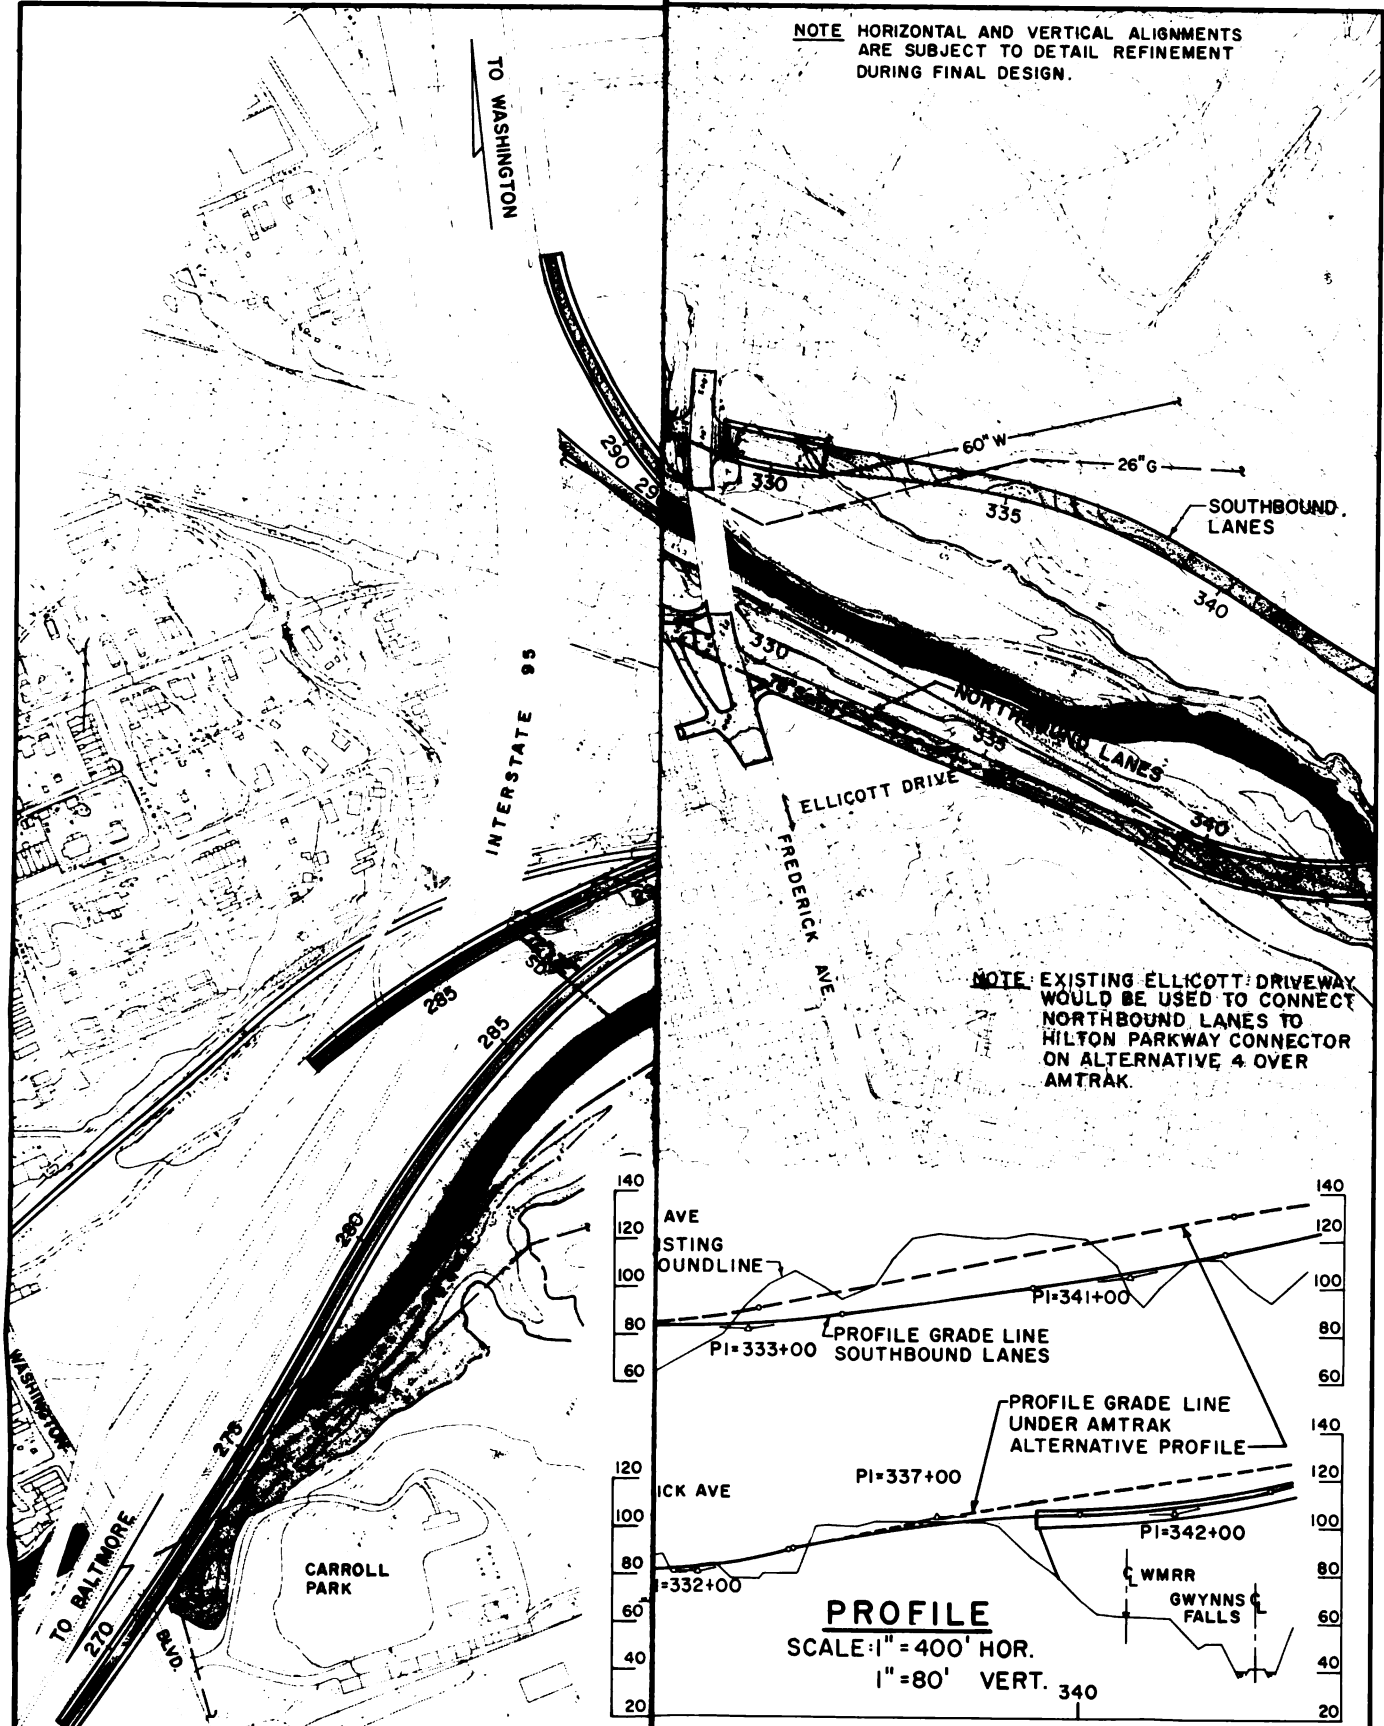 NOTE HORIZONTAL AND VERTICAL ALIGNMENTS
ARE SUBJECT TO DETAIL REFINEMENT
DURING FINAL DESIGN.
TO WASHINGTON
290
29
330
60" W
26" G
335
SOUTHBOUND
LANES
340
INTERSTATE 95
330
NORTHBOUND LANES
335
340
ELLICOTT DRIVE
FREDERICK AVE.
285
285
NOTE: EXISTING ELLICOTT DRIVEWAY
WOULD BE USED TO CONNECT
NORTHBOUND LANES TO
HILTON PARKWAY CONNECTOR
ON ALTERNATIVE 4 OVER
AMTRAK.
280
275
270
WASHINGTON
BLVD.
TO BALTIMORE
CARROLL
PARK
140
120
100
80
60
AVE
ISTING
OUNDLINE
PI=333+00
PROFILE GRADE LINE
SOUTHBOUND LANES
PI=341+00
140
120
100
80
60
PROFILE GRADE LINE
UNDER AMTRAK
ALTERNATIVE PROFILE
PI=337+00
120
100
80
60
40
20
ICK AVE
I=332+00
PI=342+00
℄ WMRR
GWYNNS ℄
FALLS
140
120
100
80
60
40
20
PROFILE
SCALE: 1" = 400' HOR.
1" = 80' VERT.
340